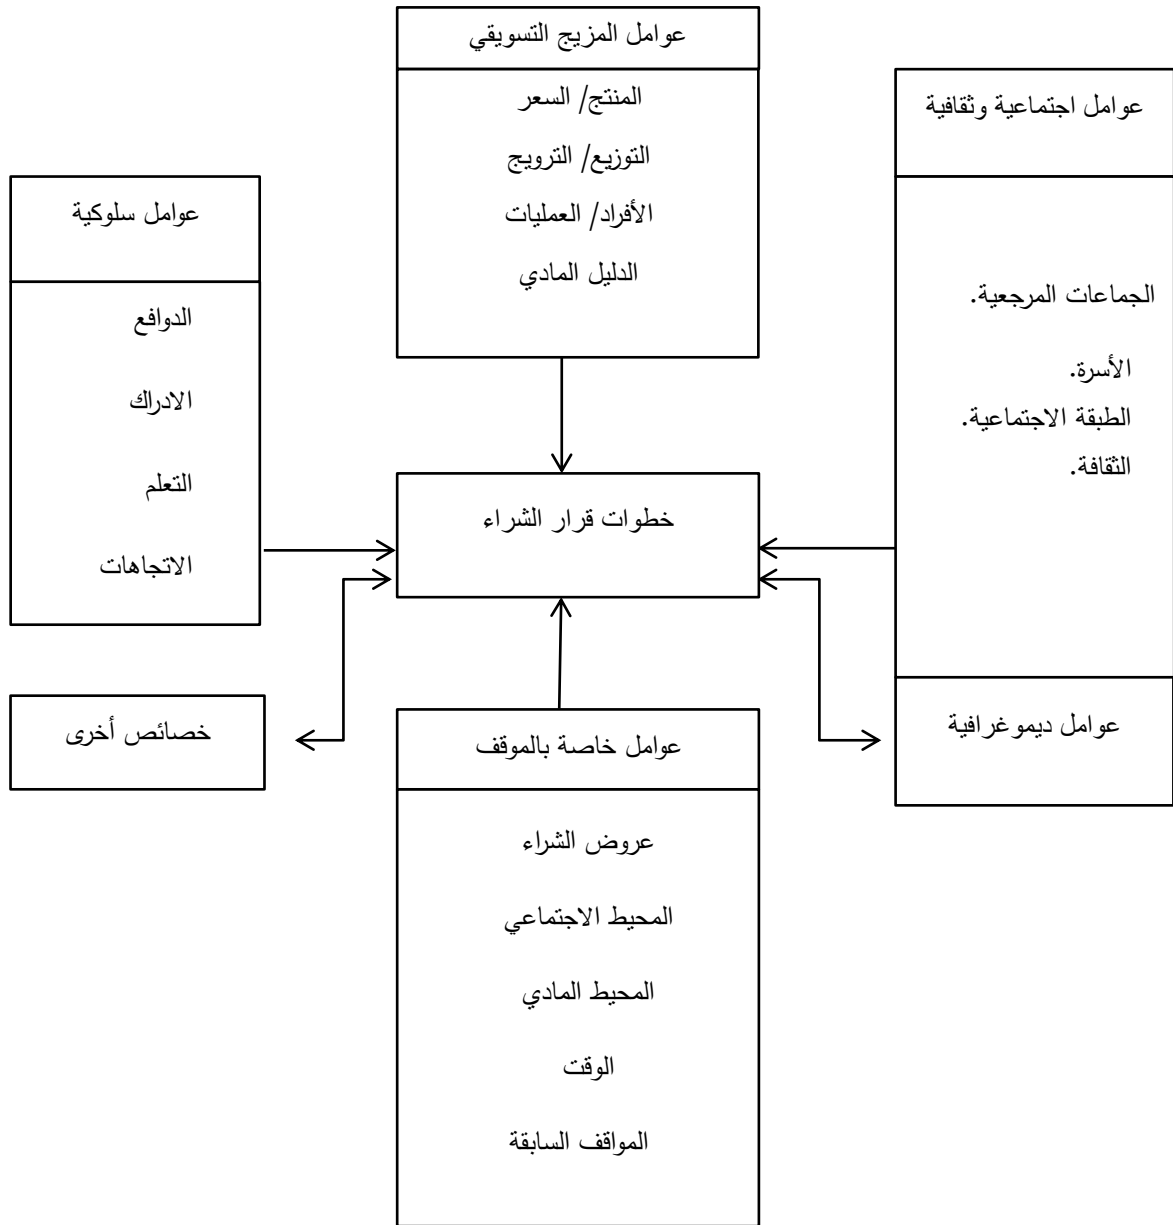 عوامل المزيج التسويقي
المنتج/ السعر
التوزيع/ الترويج
الأفراد/ العمليات
الدليل المادي
عوامل اجتماعية وثقافية
الجماعات المرجعية.
الأسرة.
الطبقة الاجتماعية.
الثقافة.
عوامل سلوكية
الدوافع
الادراك
التعلم
الاتجاهات
خطوات قرار الشراء
عوامل ديموغرافية
خصائص أخرى
عوامل خاصة بالموقف
عروض الشراء
المحيط الاجتماعي
المحيط المادي
الوقت
المواقف السابقة